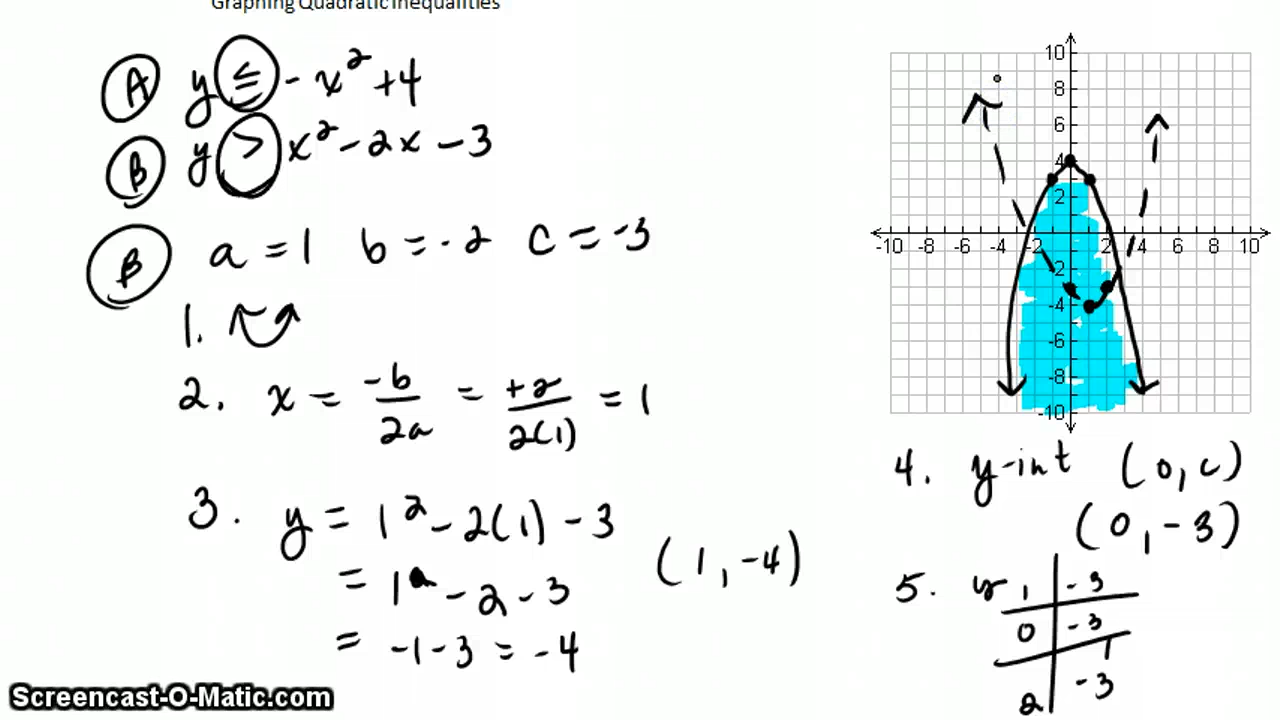 Graphing Quadratic Inequalities
A y ≤ -x² + 4
B y > x² - 2x - 3
B a = 1 b = -2 c = -3
1.
2. x = -b/2a = +2/2(1) = 1
3. y = 1² - 2(1) - 3
= 1² - 2 - 3 (1, -4)
= -1 - 3 = -4
10
8
6
4
2
-10 -8 -6 -4 -2 2 4 6 8 10
-2
-4
-6
-8
-10
4. y-int (0, c)
(0, -3)
5. 1 | -3
0 | -3
2 | -3
Screencast-O-Matic.com